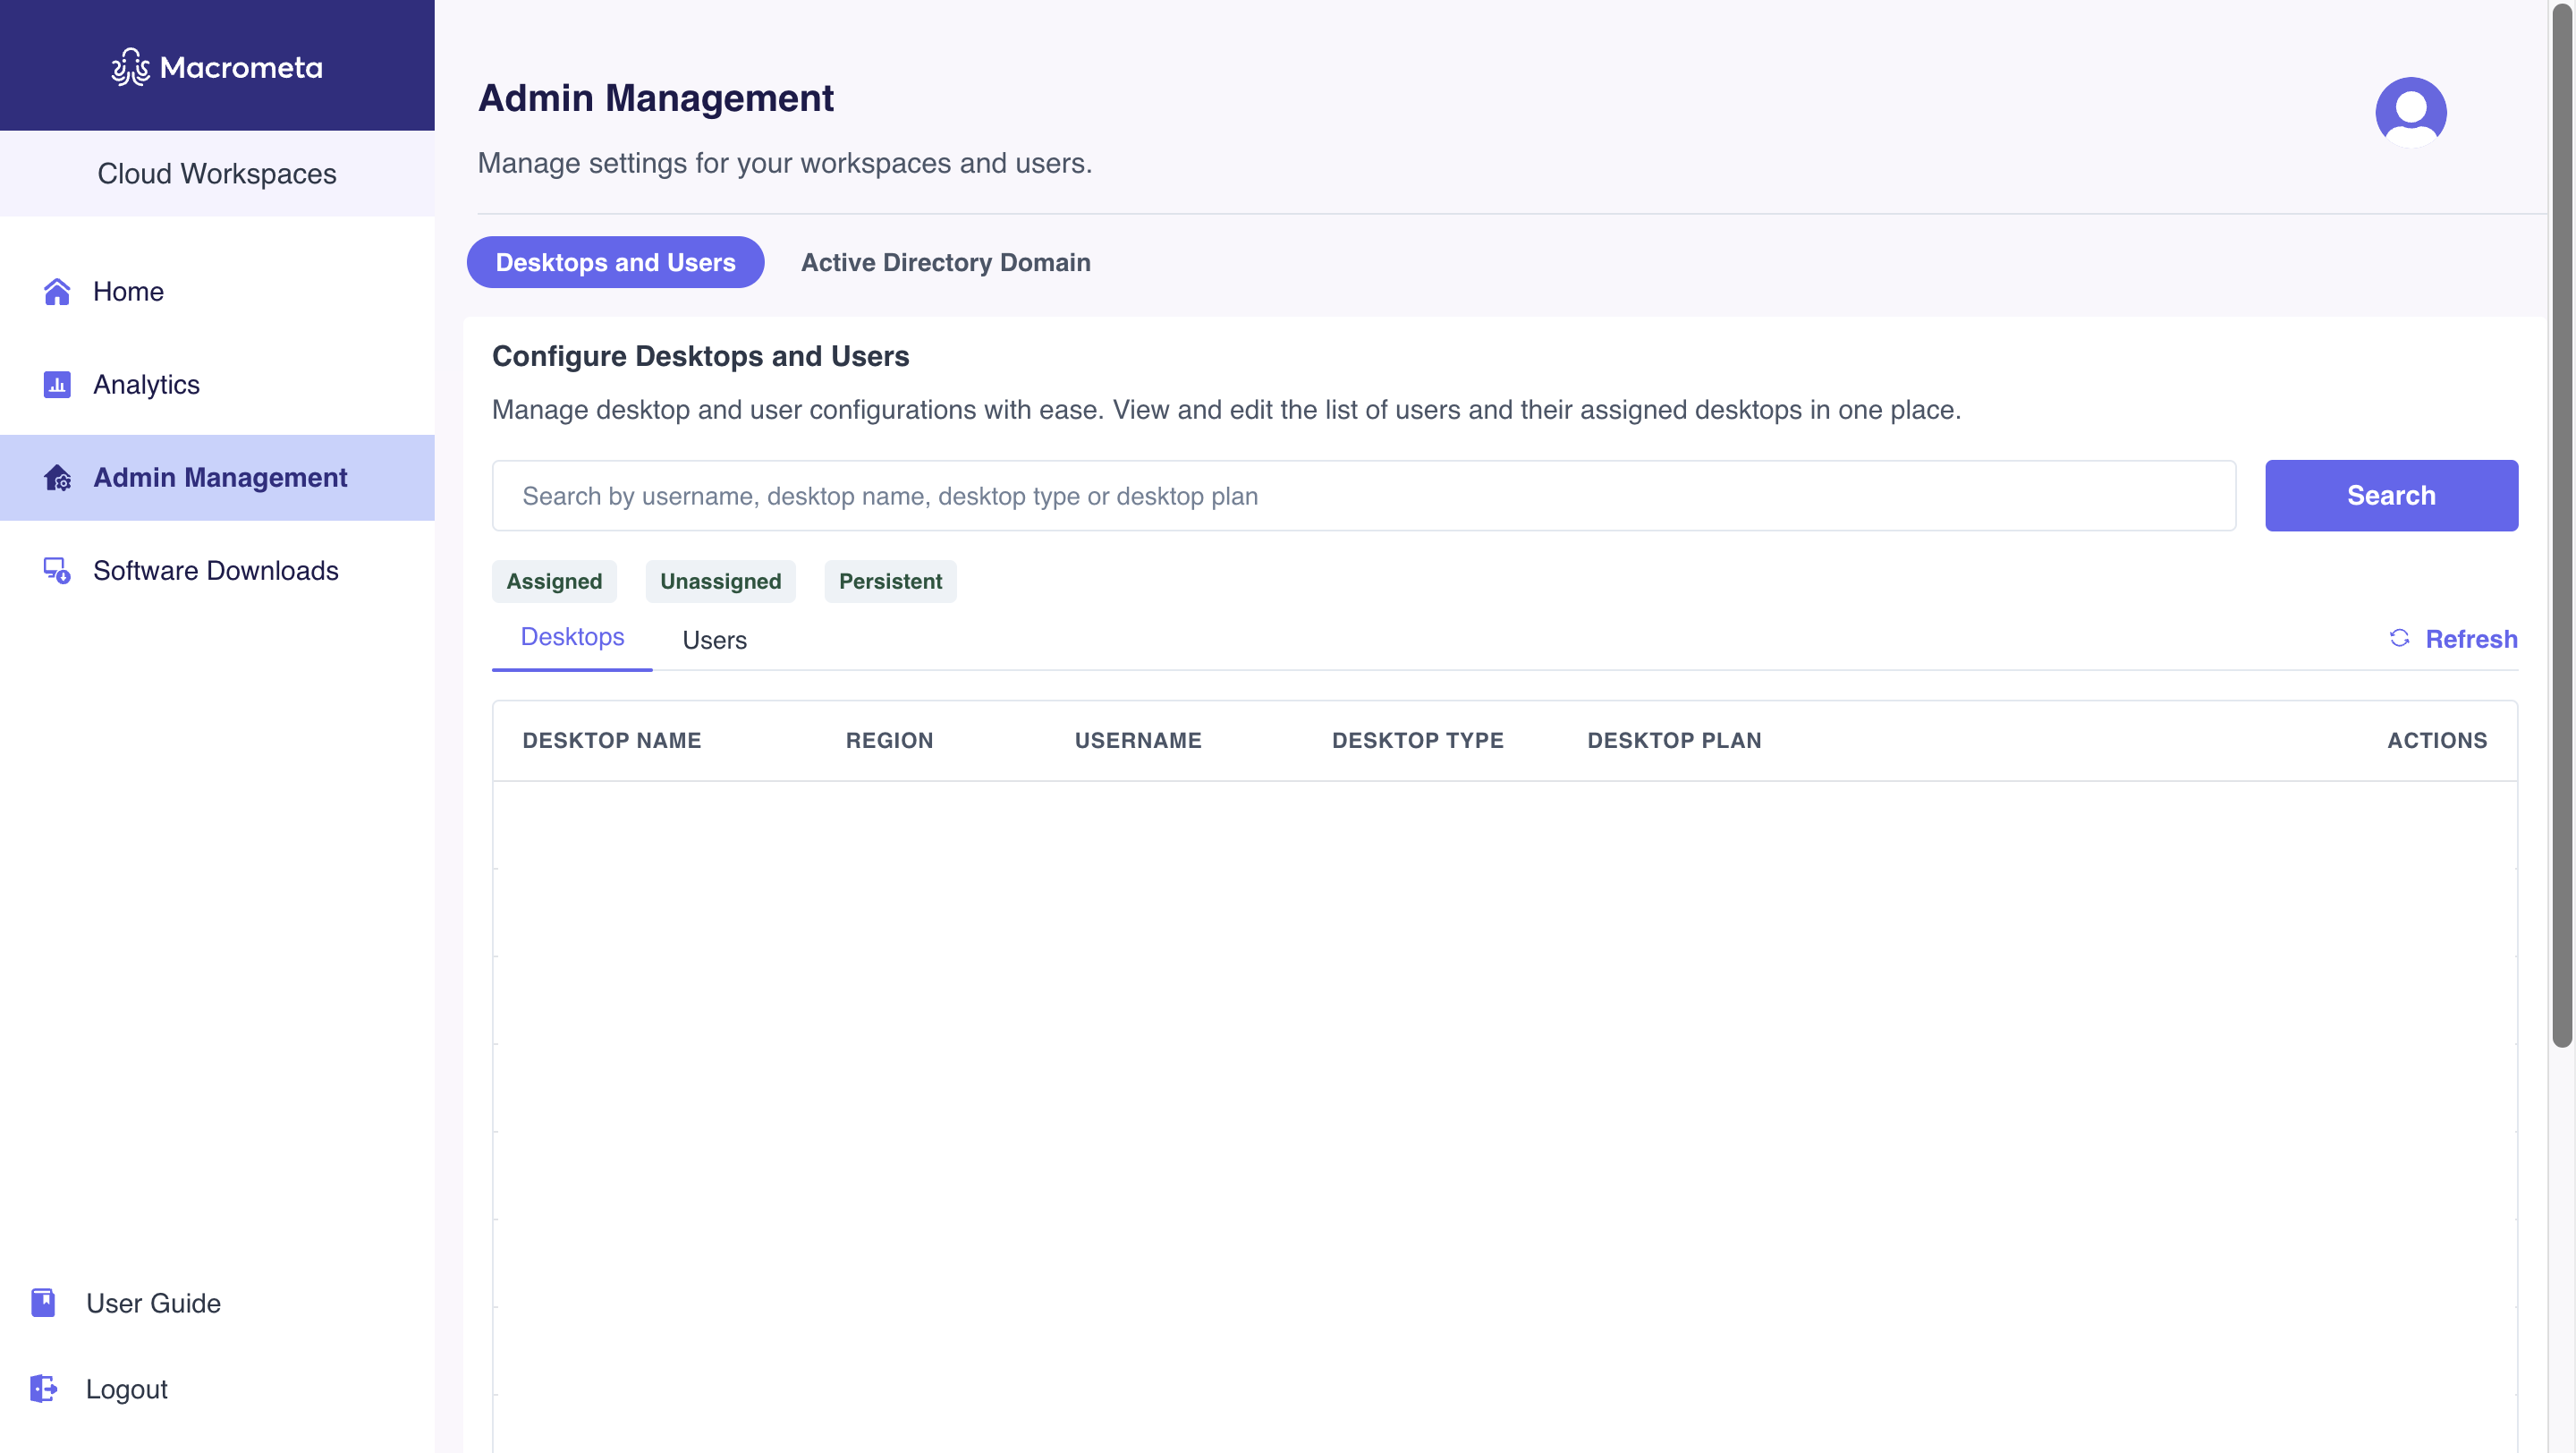 Macrometa
Cloud Workspaces
Home
Analytics
Admin Management
Software Downloads
User Guide
Logout
Admin Management
Manage settings for your workspaces and users.
Desktops and Users
Active Directory Domain
Configure Desktops and Users
Manage desktop and user configurations with ease. View and edit the list of users and their assigned desktops in one place.
Search by username, desktop name, desktop type or desktop plan
Search
Assigned
Unassigned
Persistent
Desktops
Users
Refresh
DESKTOP NAME
REGION
USERNAME
DESKTOP TYPE
DESKTOP PLAN
ACTIONS